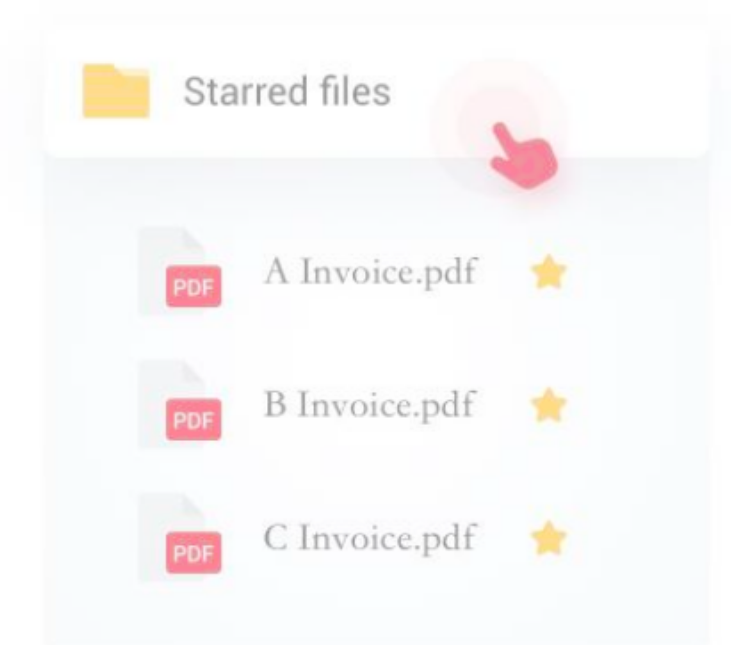 Starred files
PDF A Invoice.pdf
PDF B Invoice.pdf
PDF C Invoice.pdf